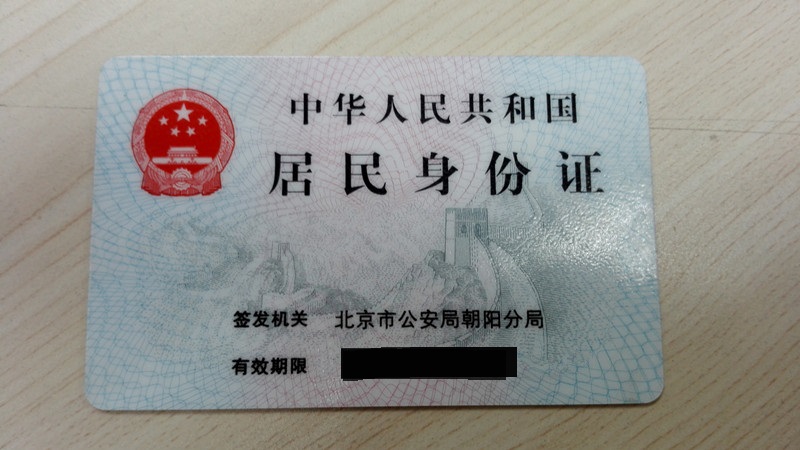 中华人民共和国
居民身份证
签发机关 北京市公安局朝阳分局
有效期限